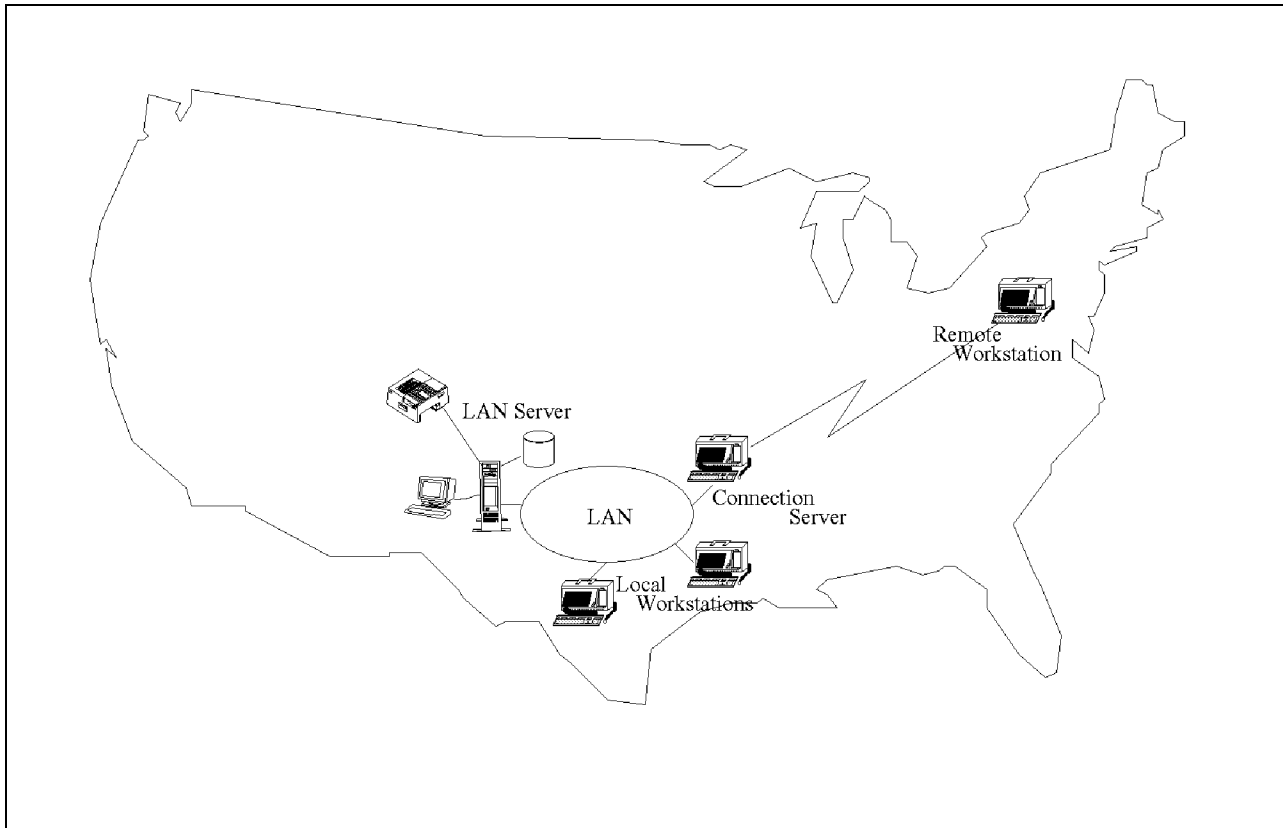 Remote
Workstation
LAN Server
Connection
Server
LAN
Local
Workstations